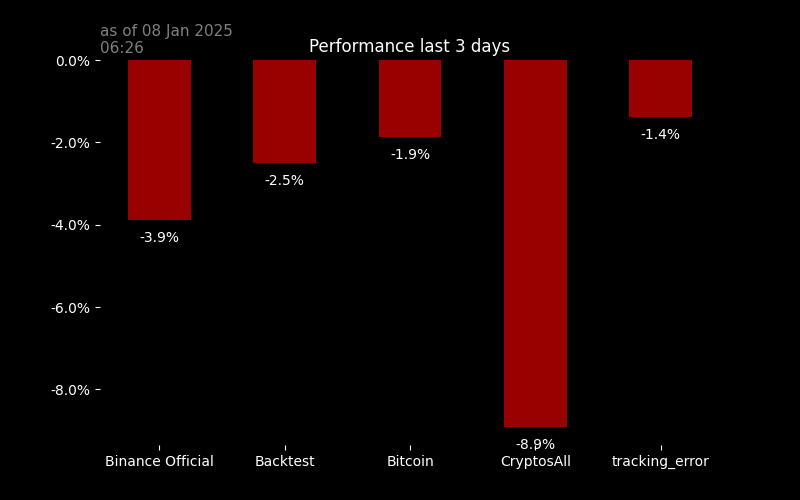 as of 08 Jan 2025
06:26
Performance last 3 days
0.0%
-2.0%
-4.0%
-6.0%
-8.0%
-3.9%
-2.5%
-1.9%
-8.9%
-1.4%
Binance Official
Backtest
Bitcoin
CryptosAll
tracking_error